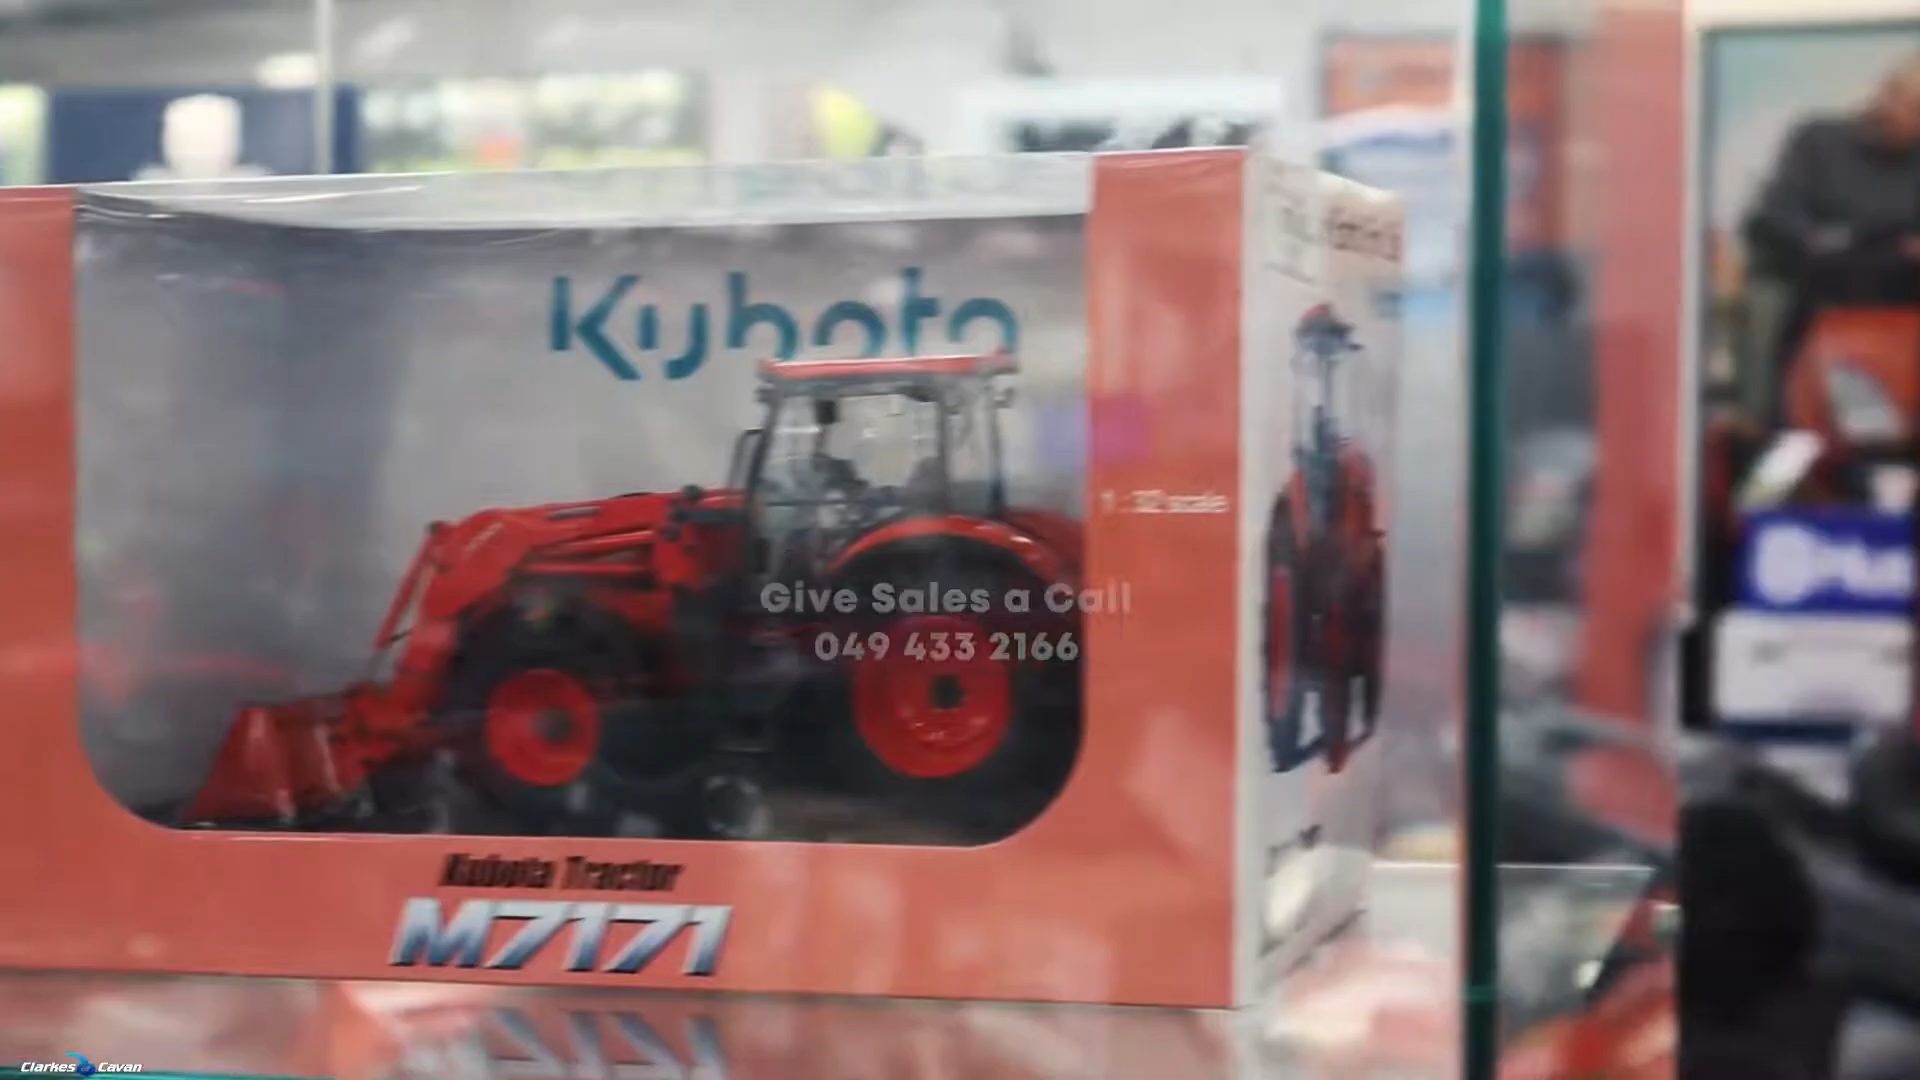 Kubota
1 : 32 scale
Give Sales a Call
049 433 2166
Kubota Tractor
M7171
Clarkes Cavan